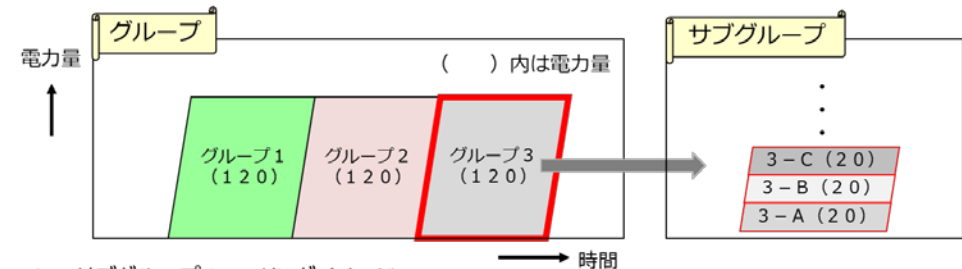 グループ
サブグループ
電力量
（　　）内は電力量
グループ１
（１２０）
グループ２
（１２０）
グループ３
（１２０）
３－Ｃ（２０）
３－Ｂ（２０）
３－Ａ（２０）
時間